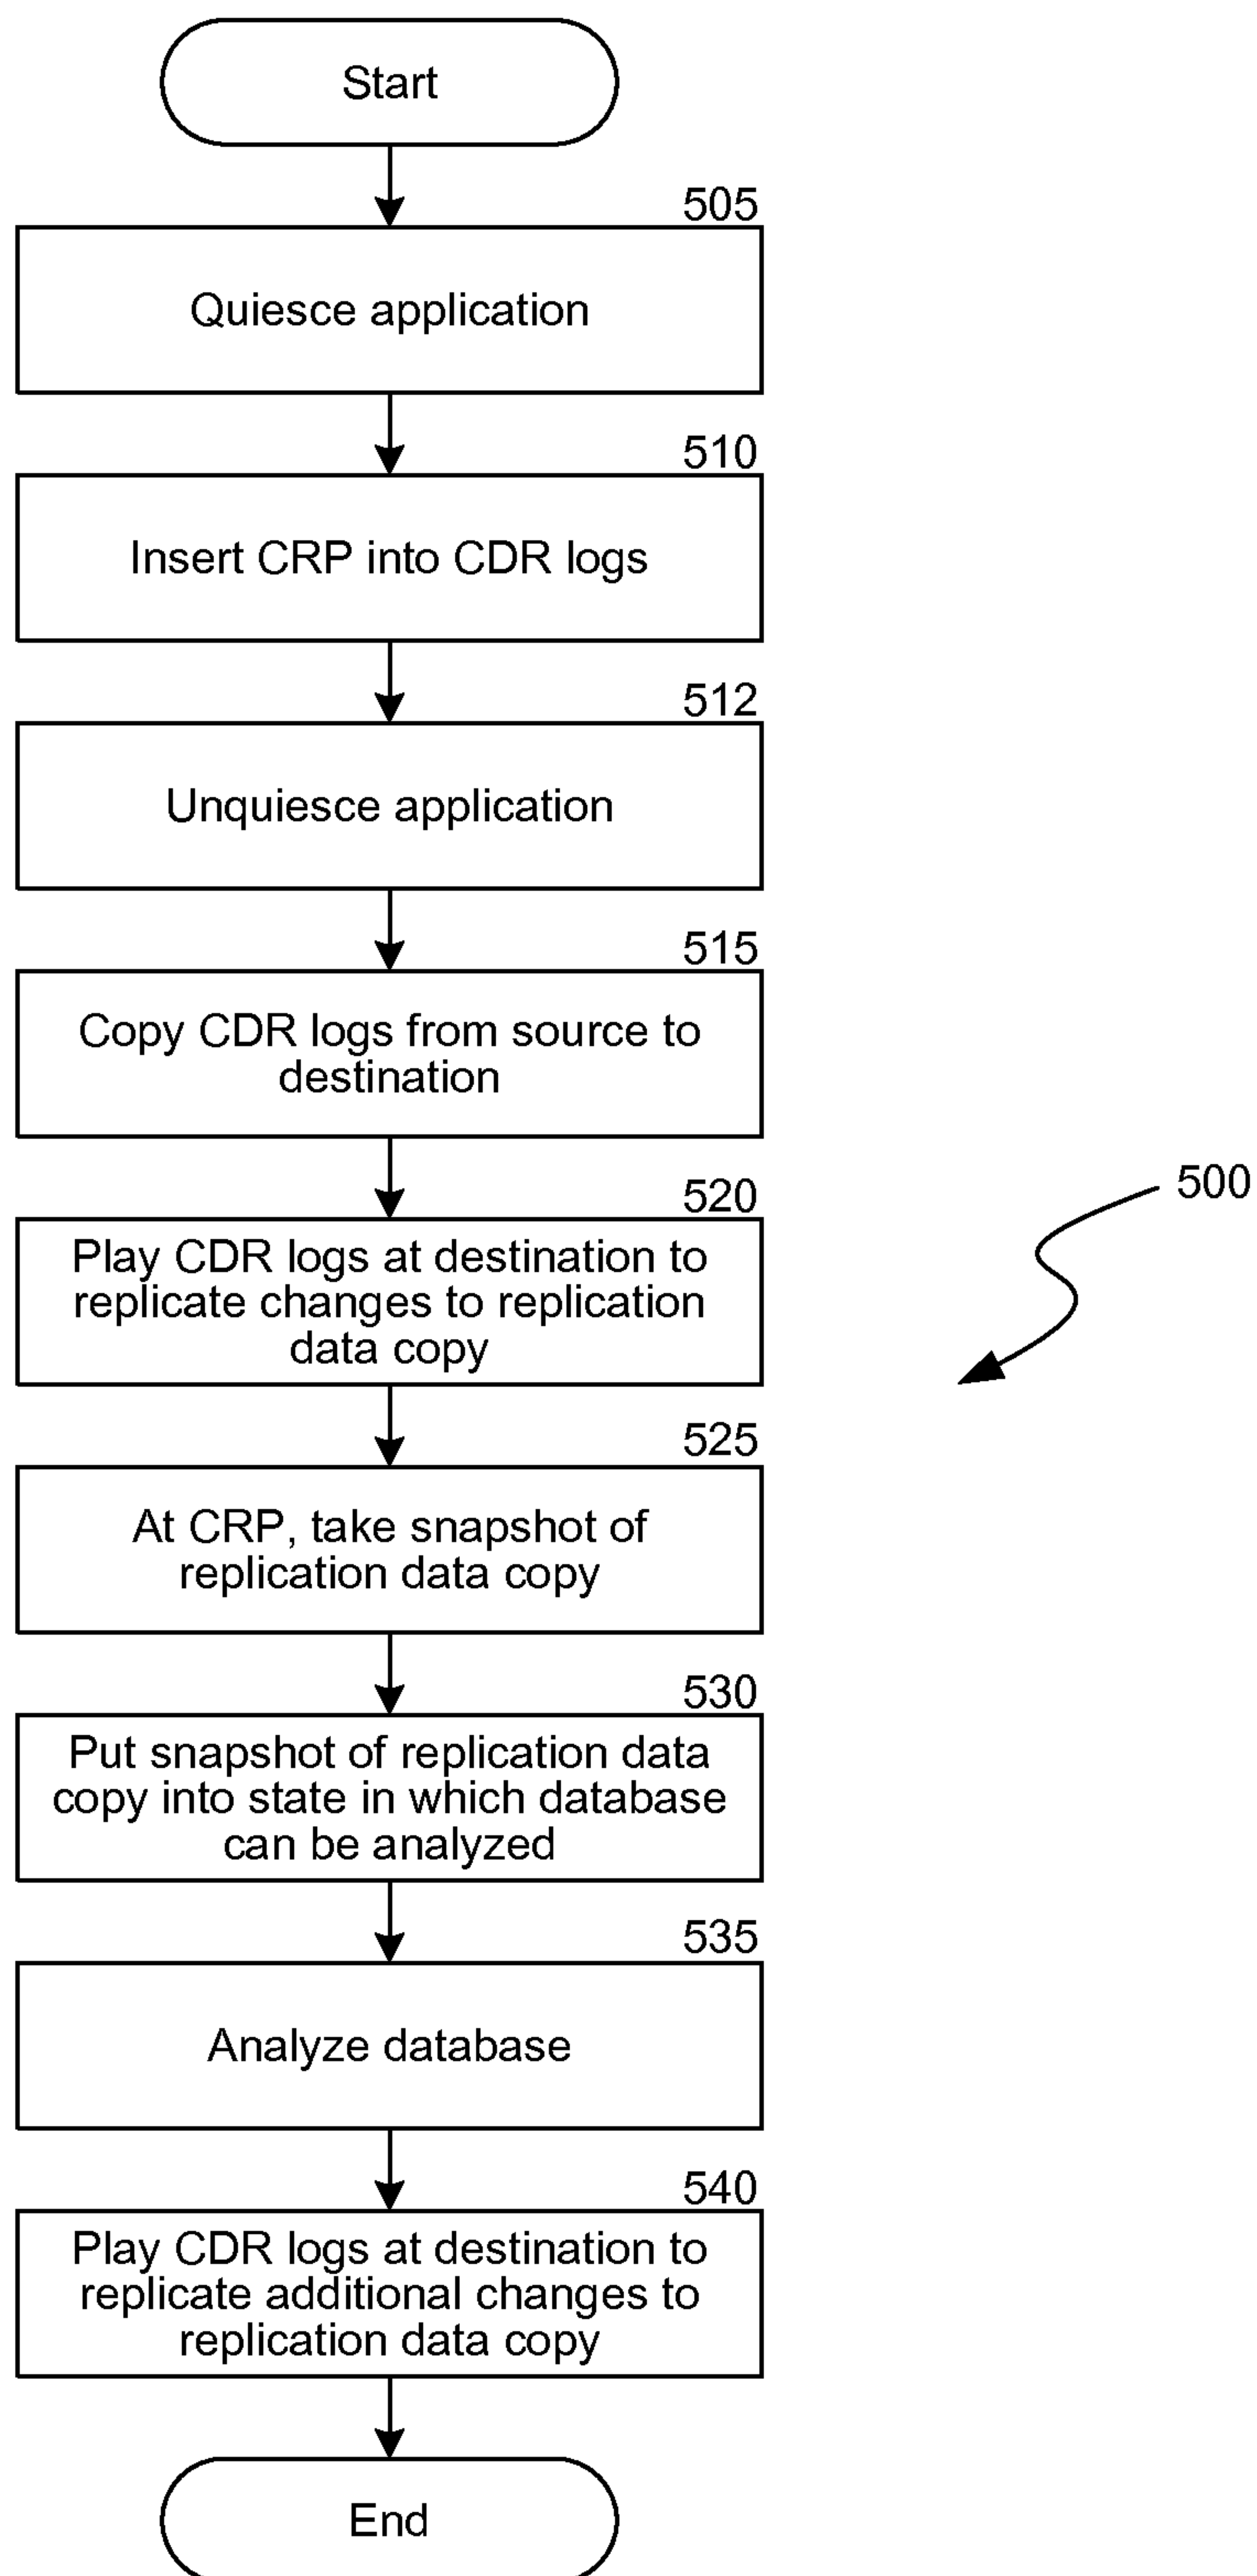 Start
505
Quiesce application
510
Insert CRP into CDR logs
512
Unquiesce application
515
Copy CDR logs from source to
destination
520
Play CDR logs at destination to
replicate changes to replication
data copy
500
525
At CRP, take snapshot of
replication data copy
530
Put snapshot of replication data
copy into state in which database
can be analyzed
535
Analyze database
540
Play CDR logs at destination to
replicate additional changes to
replication data copy
End